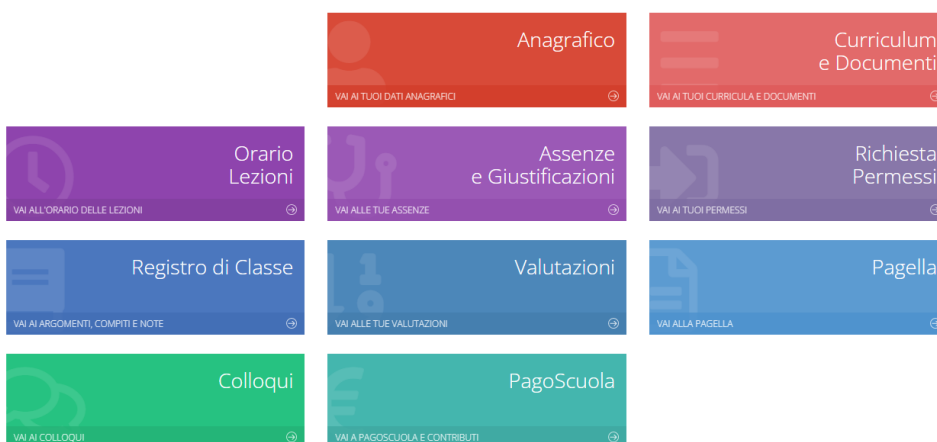 Anagrafico
VAI AI TUOI DATI ANAGRAFICI
Curriculum
e Documenti
VAI AI TUOI CURRICULA E DOCUMENTI
Orario
Lezioni
VAI ALL'ORARIO DELLE LEZIONI
Assenze
e Giustificazioni
VAI ALLE TUE ASSENZE
Richiesta
Permessi
VAI AI TUOI PERMESSI
Registro di Classe
VAI AI ARGOMENTI, COMPITI E NOTE
Valutazioni
VAI ALLE TUE VALUTAZIONI
Pagella
VAI ALLA PAGELLA
Colloqui
VAI AI COLLOQUI
PagoScuola
VAI A PAGOSCUOLA E CONTRIBUTI